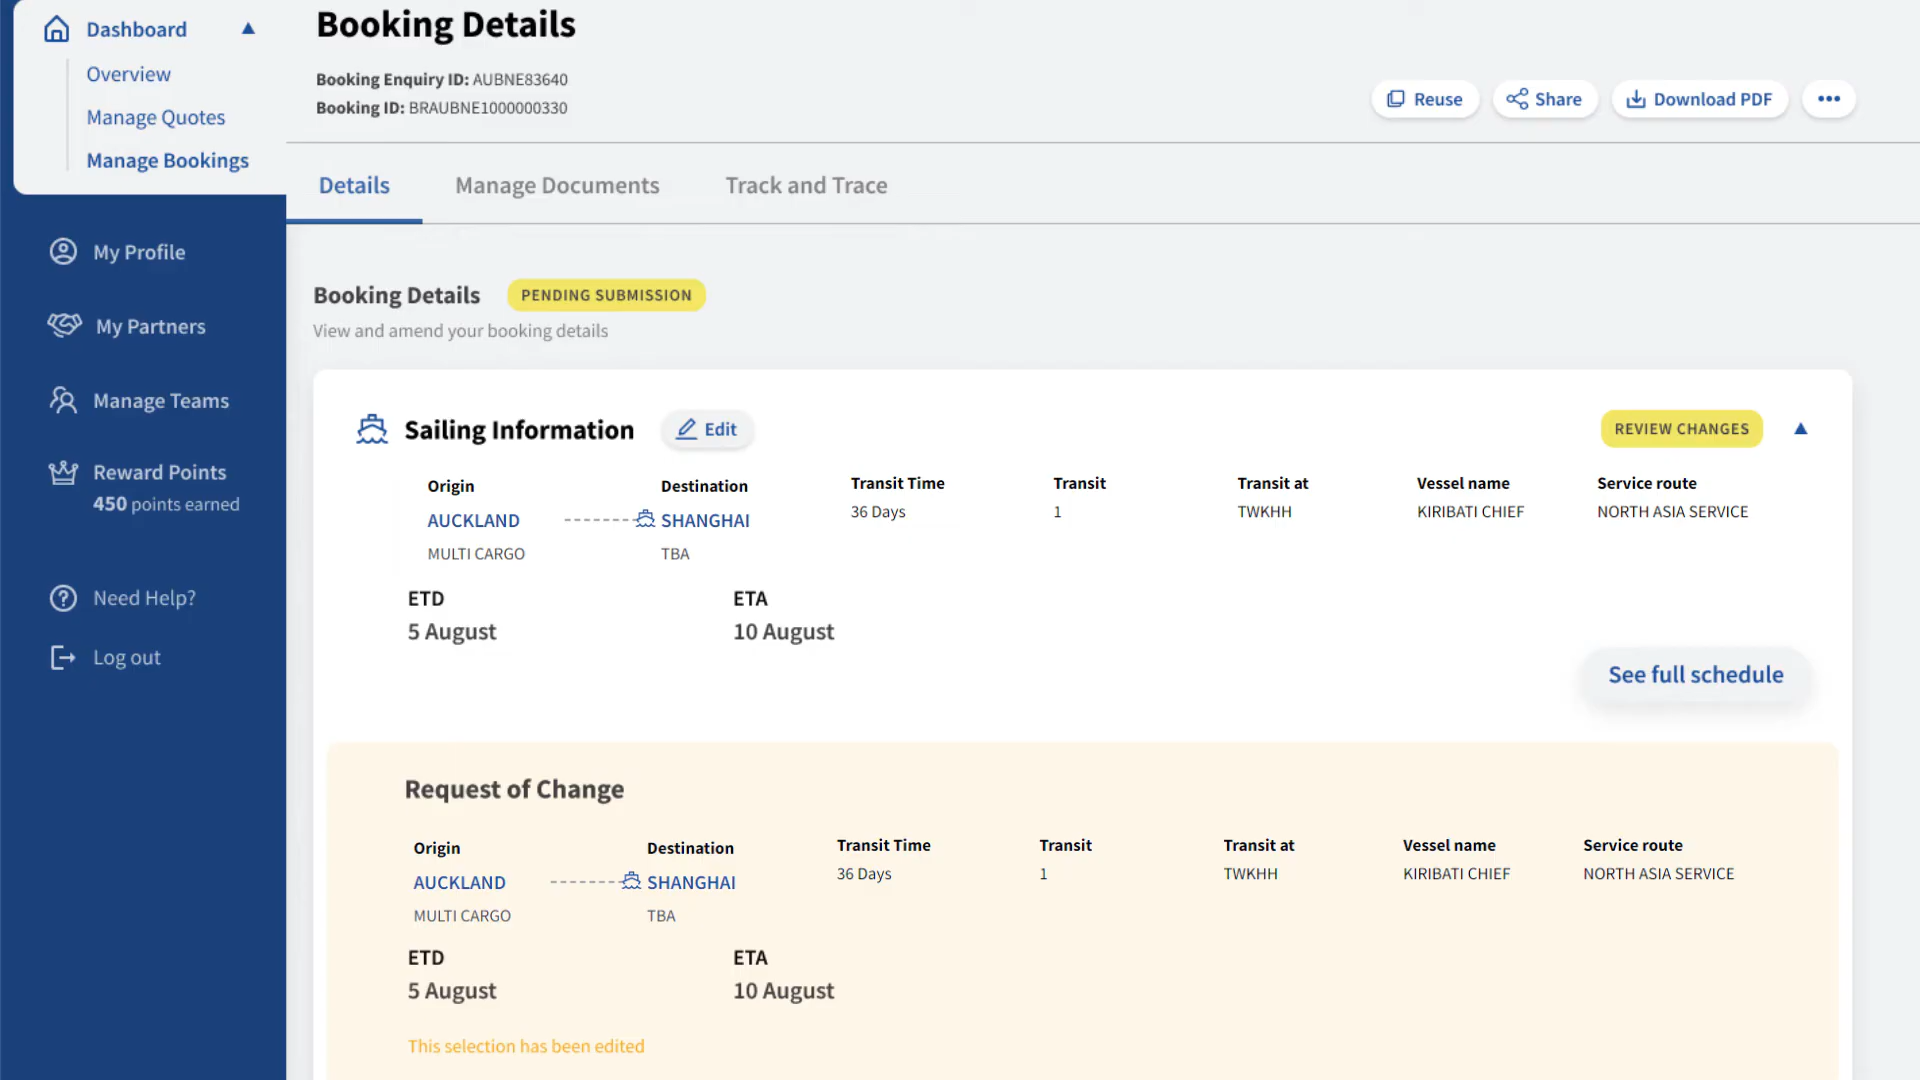 Dashboard
Overview
Manage Quotes
Manage Bookings
My Profile
My Partners
Manage Teams
Reward Points
450 points earned
Need Help?
Log out
Booking Details
Booking Enquiry ID: AUBNE83640
Booking ID: BRAUBNE1000000330
Reuse
Share
Download PDF
Details
Manage Documents
Track and Trace
Booking Details
PENDING SUBMISSION
View and amend your booking details
Sailing Information
Edit
REVIEW CHANGES
Origin
Destination
Transit Time
Transit
Transit at
Vessel name
Service route
AUCKLAND
SHANGHAI
36 Days
1
TWKHH
KIRIBATI CHIEF
NORTH ASIA SERVICE
MULTI CARGO
TBA
ETD
ETA
5 August
10 August
See full schedule
Request of Change
Origin
Destination
Transit Time
Transit
Transit at
Vessel name
Service route
AUCKLAND
SHANGHAI
36 Days
1
TWKHH
KIRIBATI CHIEF
NORTH ASIA SERVICE
MULTI CARGO
TBA
ETD
ETA
5 August
10 August
This selection has been edited